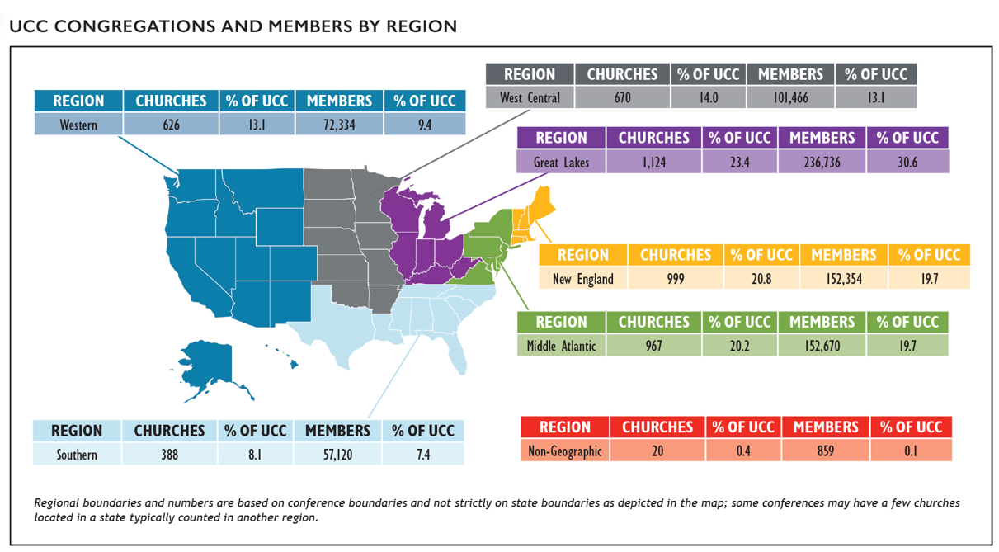 UCC CONGREGATIONS AND MEMBERS BY REGION
REGION CHURCHES % OF UCC MEMBERS % OF UCC
West Central 670 14.0 101,466 13.1
REGION CHURCHES % OF UCC MEMBERS % OF UCC
Western 626 13.1 72,334 9.4
REGION CHURCHES % OF UCC MEMBERS % OF UCC
Great Lakes 1,124 23.4 236,736 30.6
REGION CHURCHES % OF UCC MEMBERS % OF UCC
New England 999 20.8 152,354 19.7
REGION CHURCHES % OF UCC MEMBERS % OF UCC
Middle Atlantic 967 20.2 152,670 19.7
REGION CHURCHES % OF UCC MEMBERS % OF UCC
Southern 388 8.1 57,120 7.4
REGION CHURCHES % OF UCC MEMBERS % OF UCC
Non-Geographic 20 0.4 859 0.1
Regional boundaries and numbers are based on conference boundaries and not strictly on state boundaries as depicted in the map; some conferences may have a few churches
located in a state typically counted in another region.